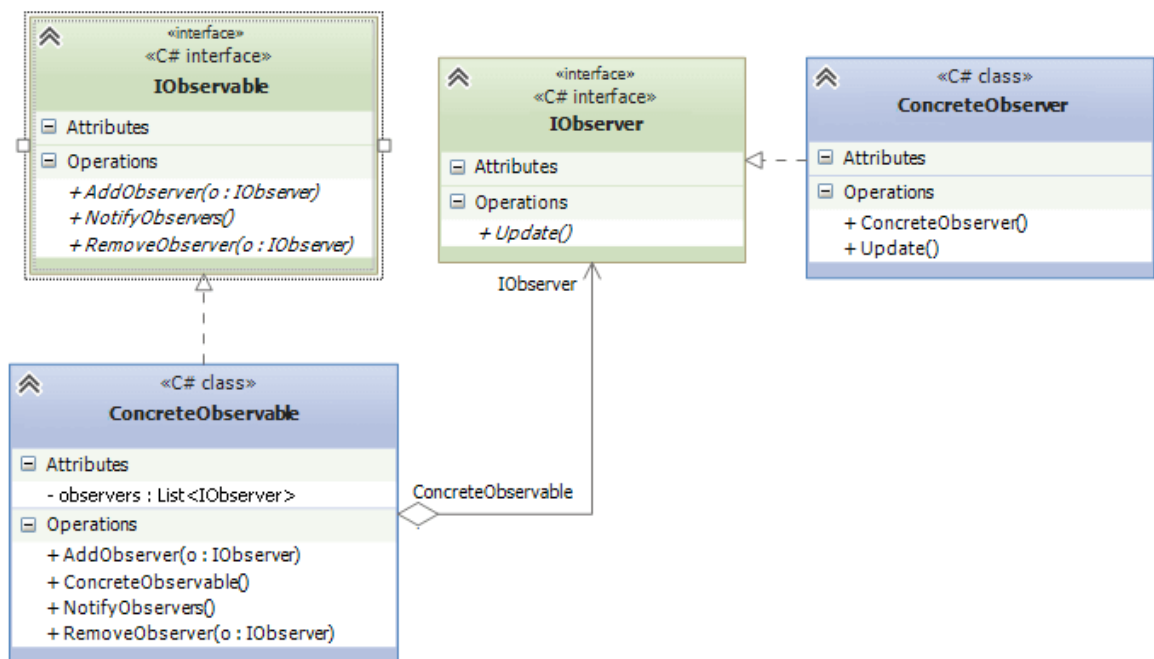 «interface»
«C# interface»
IObservable
Attributes
Operations
+ AddObserver(o : IObserver)
+ NotifyObservers()
+ RemoveObserver(o : IObserver)
«interface»
«C# interface»
IObserver
Attributes
Operations
+ Update()
IObserver
«C# class»
ConcreteObserver
Attributes
Operations
+ ConcreteObserver()
+ Update()
«C# class»
ConcreteObservable
Attributes
- observers : List<IObserver>
Operations
+ AddObserver(o : IObserver)
+ ConcreteObservable()
+ NotifyObservers()
+ RemoveObserver(o : IObserver)
ConcreteObservable